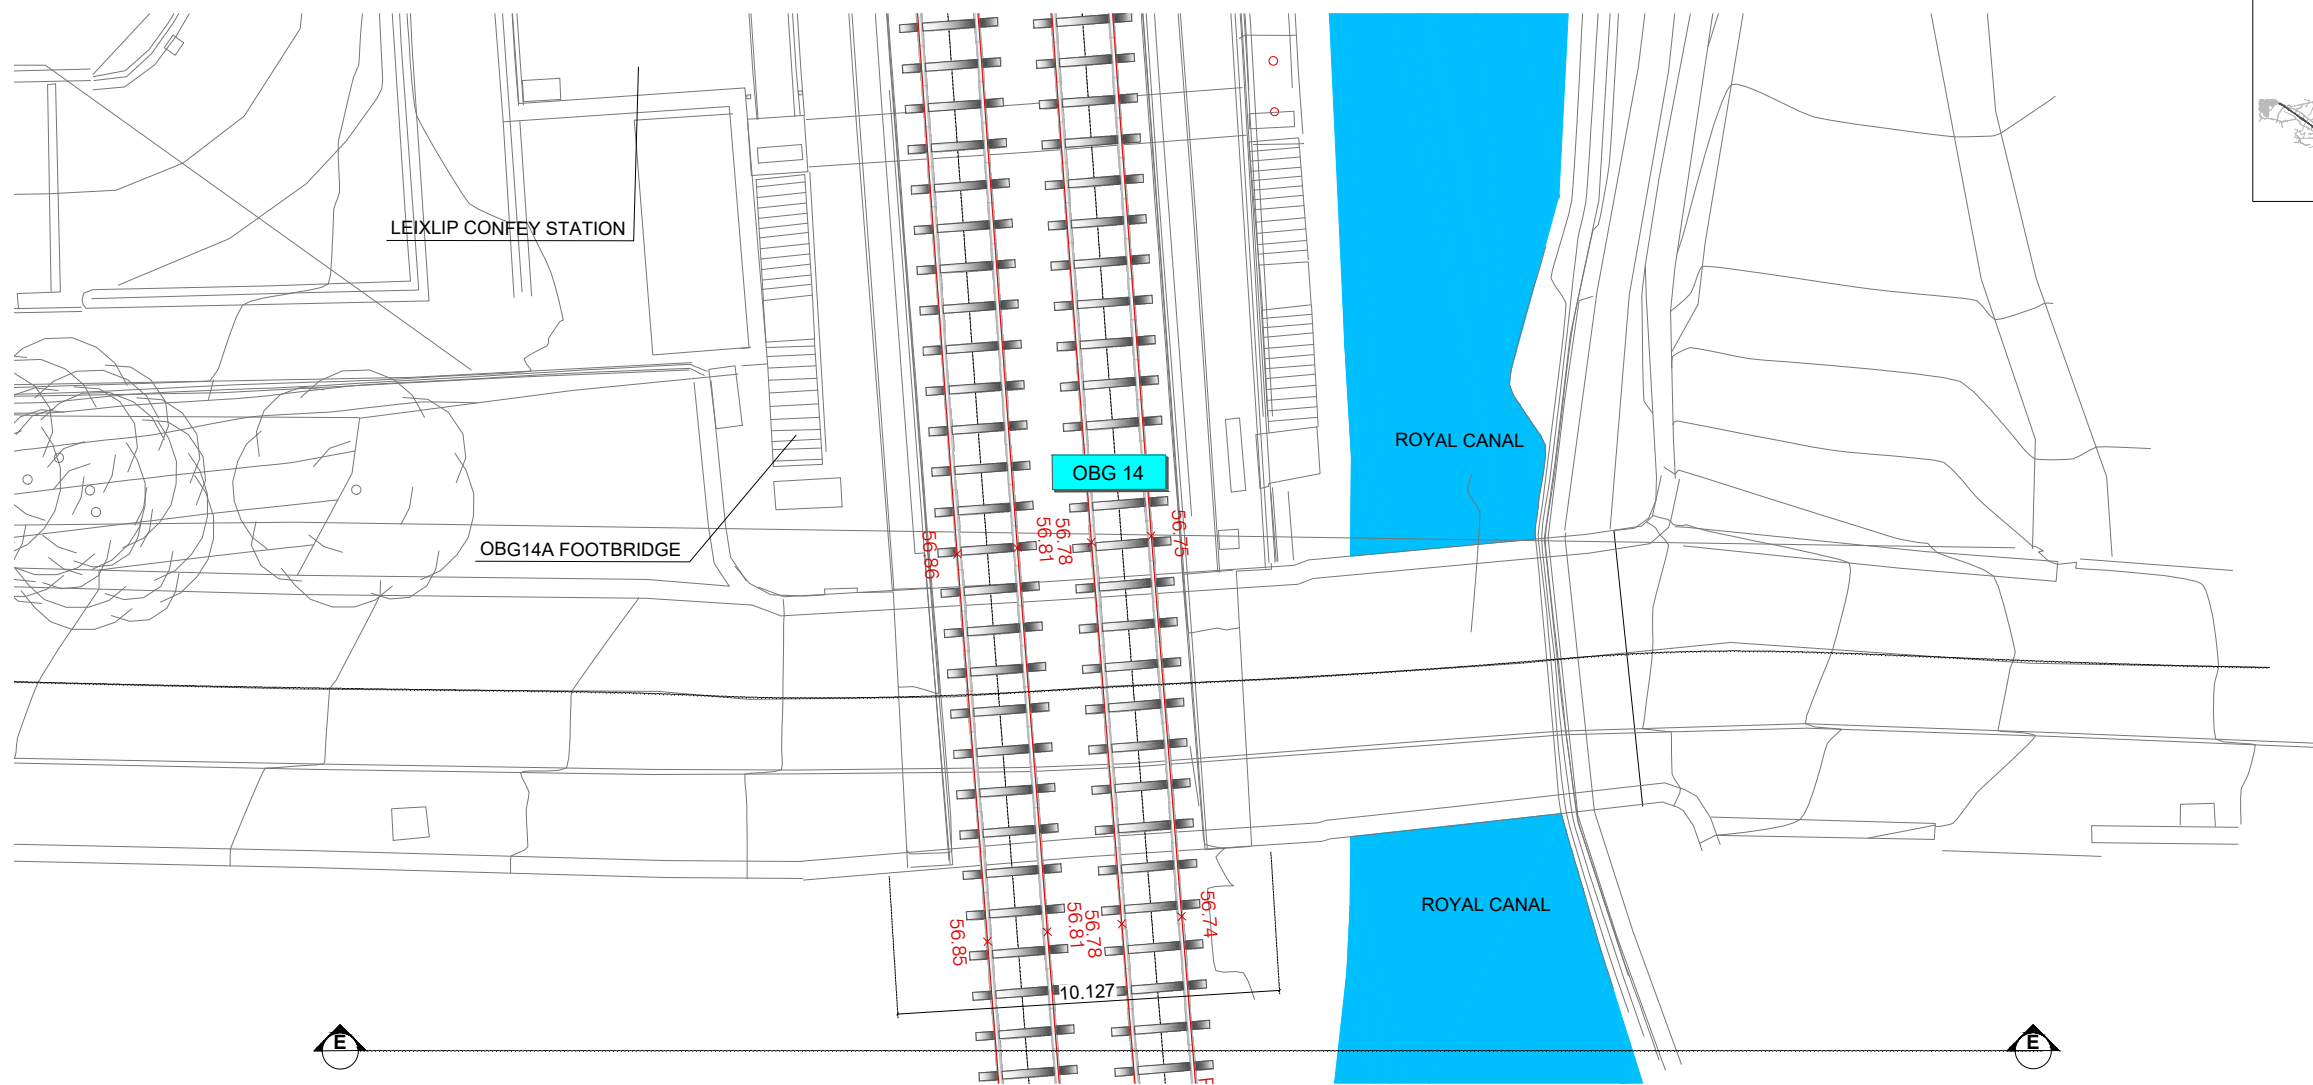 LEIXLIP CONFEY STATION
ROYAL CANAL
OBG 14
OBG14A FOOTBRIDGE
56.86
56.81
56.78
56.75
56.85
56.81
56.78
56.74
ROYAL CANAL
10.127
E
E